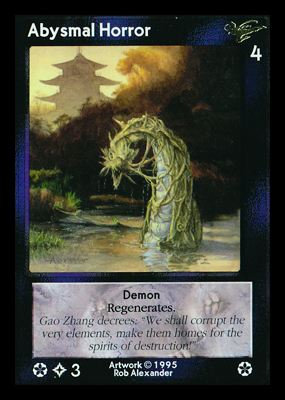 Abysmal Horror
4
Demon
Regenerates.
Gao Zhang decrees: "We shall corrupt the
very elements, make them homes for the
spirits of destruction!"
3
Artwork © 1995
Rob Alexander